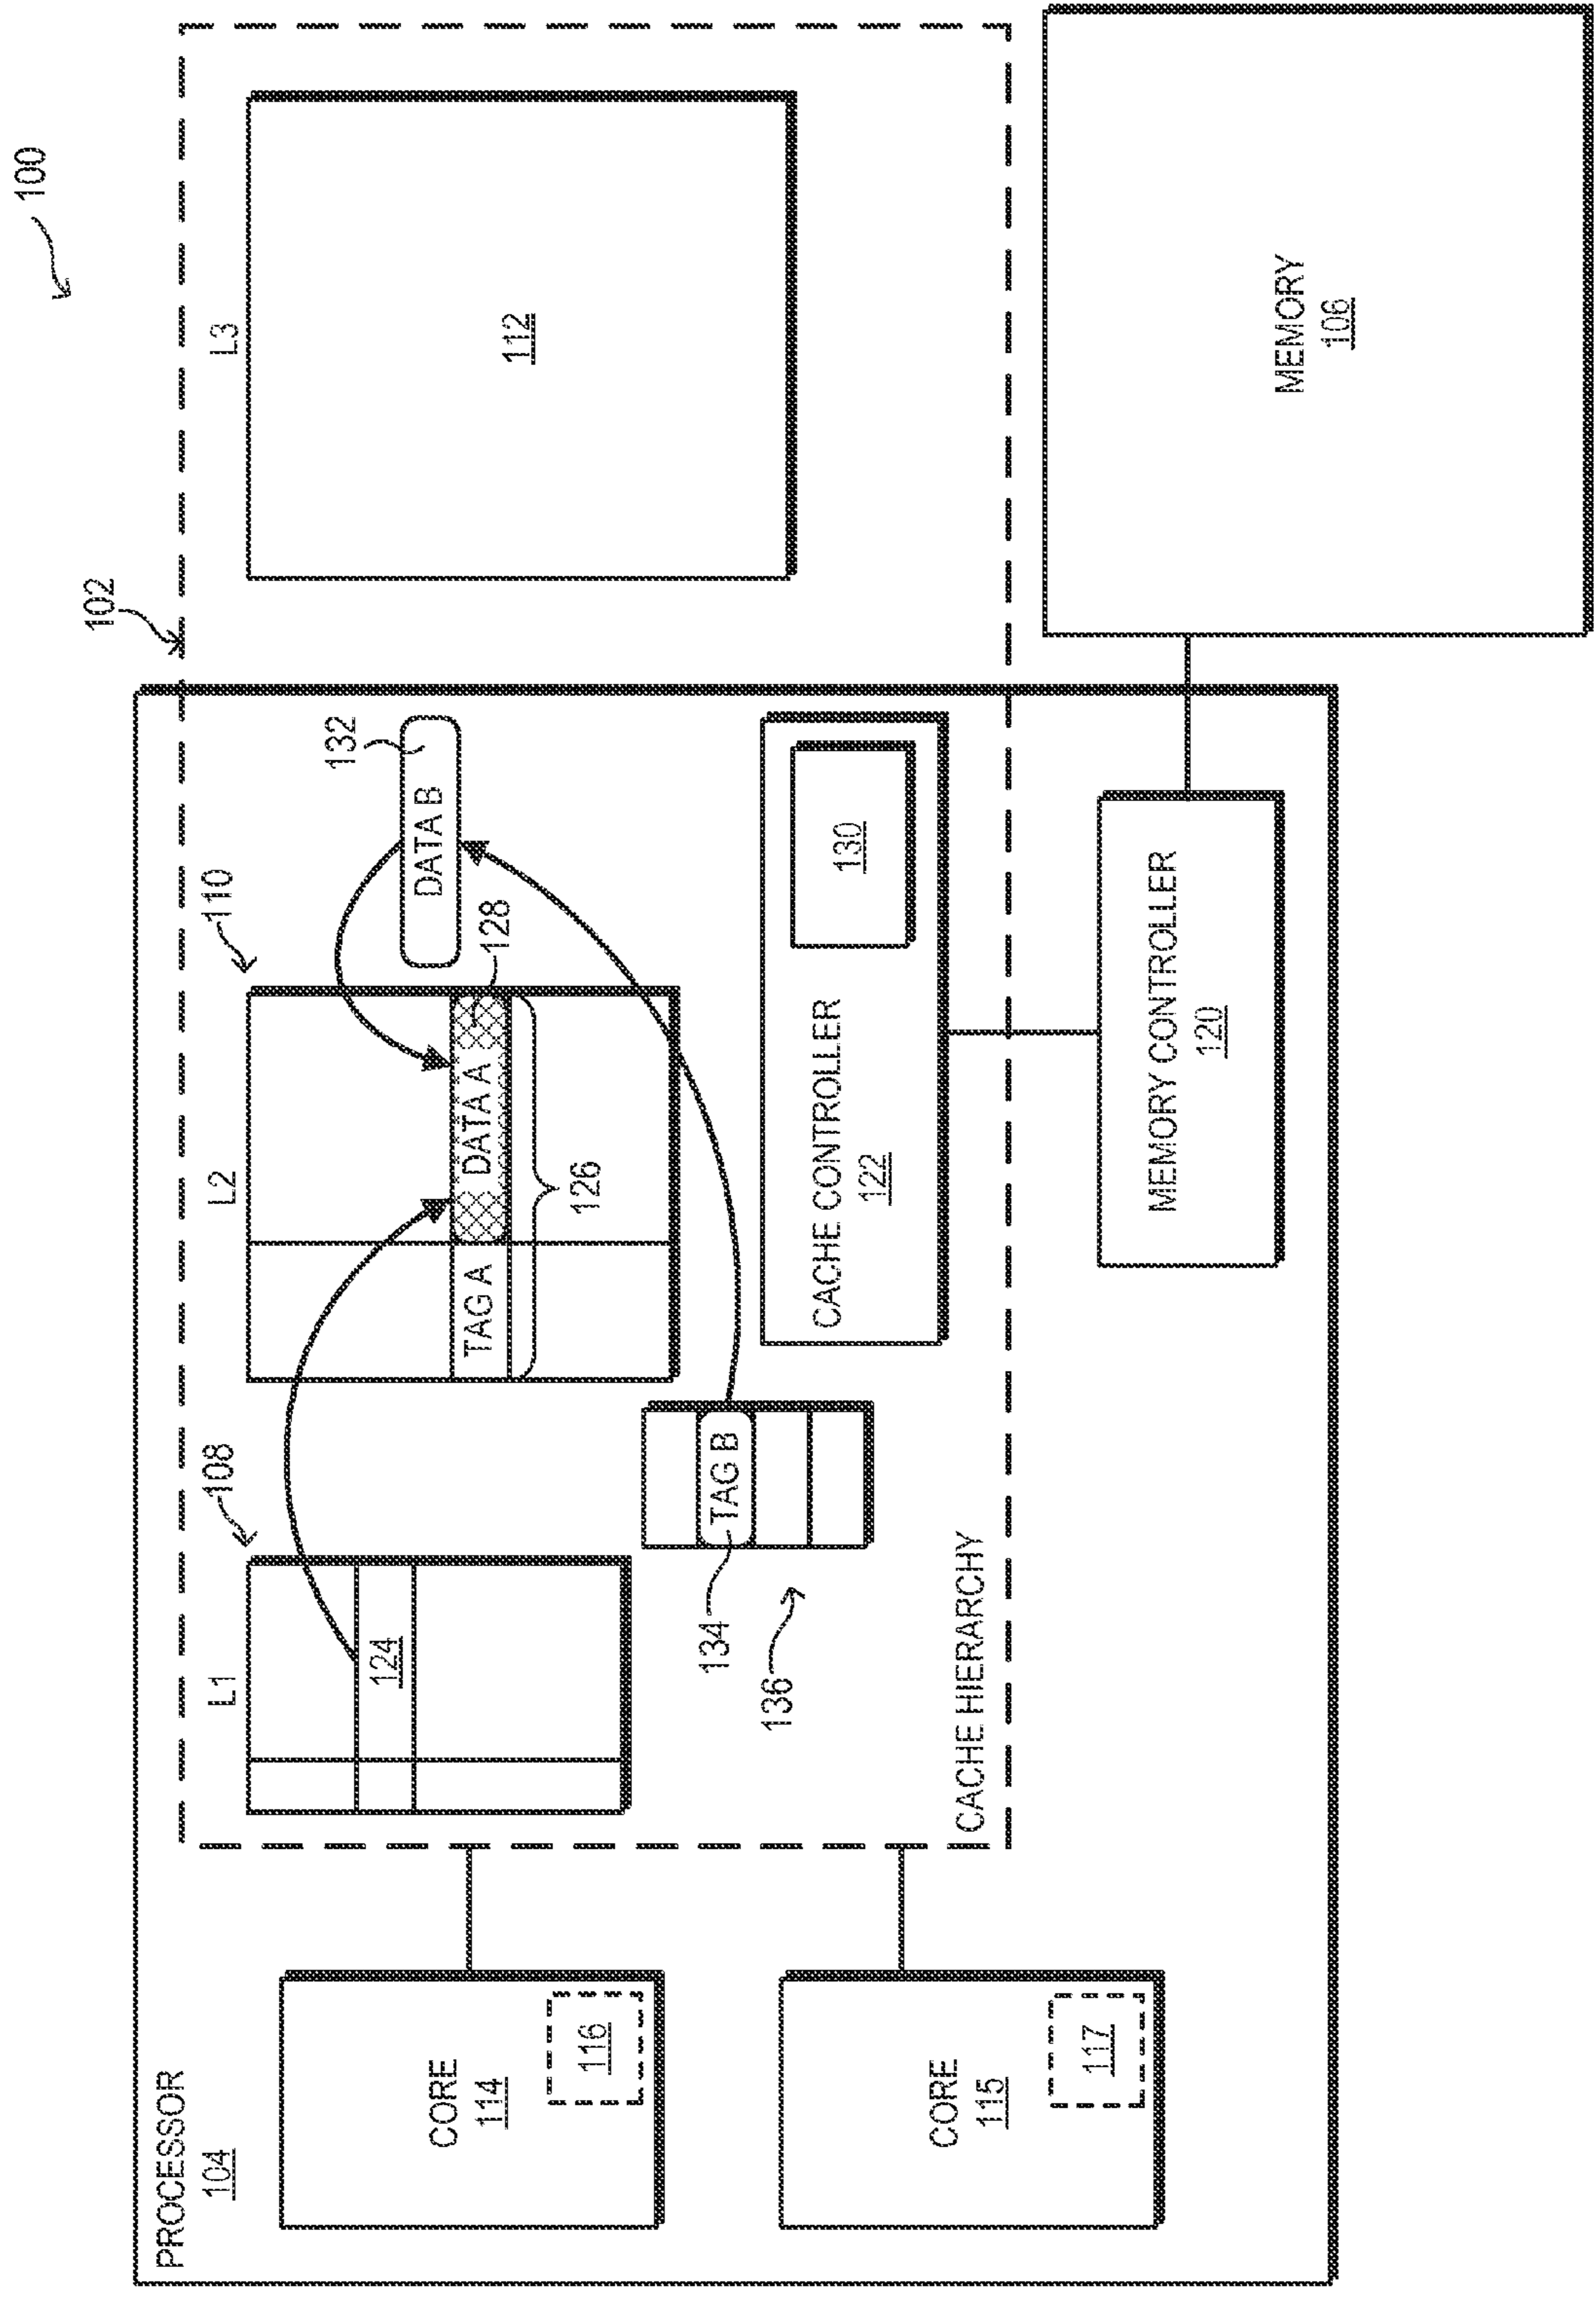 100
102
PROCESSOR
104
CORE
114
116
CORE
115
117
L1
108
124
L2
110
TAG A
DATA A
126
128
DATA B
132
TAG B
134
136
CACHE CONTROLLER
122
130
CACHE HIERARCHY
L3
112
MEMORY CONTROLLER
120
MEMORY
106